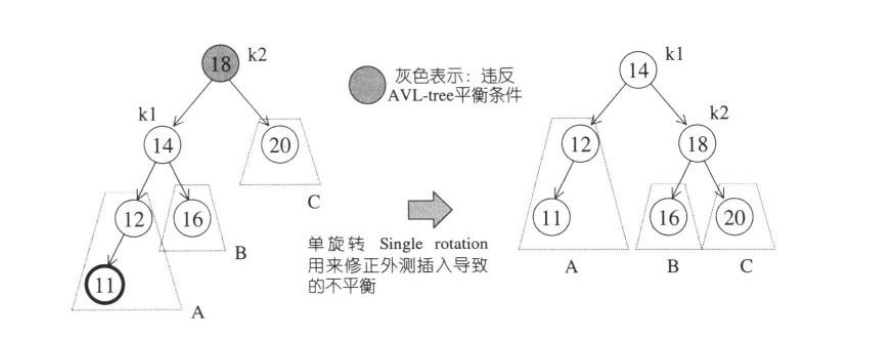 18
k2
k1
14
20
C
12
16
B
11
A
灰色表示：违反
AVL-tree平衡条件
单旋转 Single rotation
用来修正外测插入导致
的不平衡
k1
14
k2
12
18
11
16
20
A
B
C